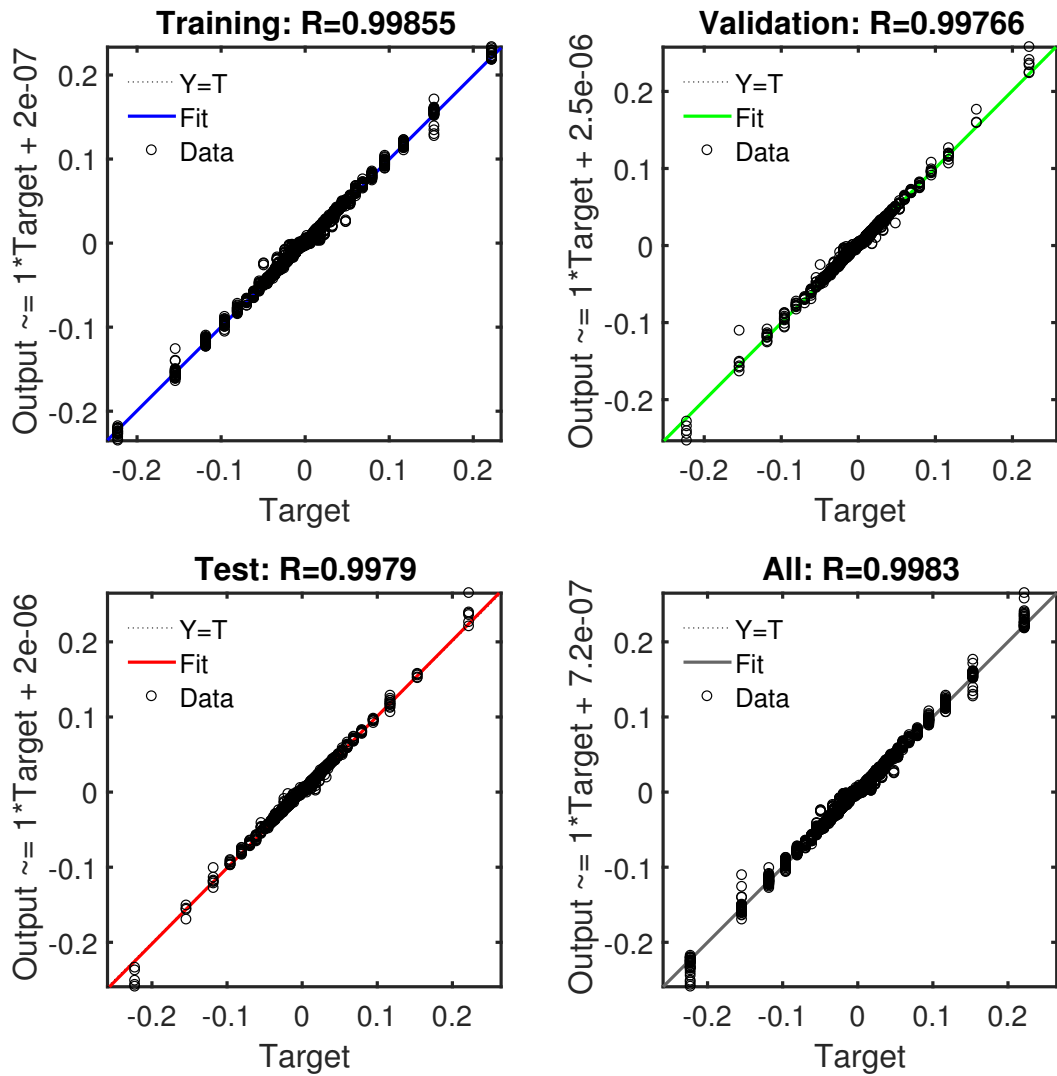 Training: R=0.99855
Output ~= 1*Target + 2e-07
0.2
0.1
0
-0.1
-0.2
Y=T
Fit
Data
-0.2 -0.1 0 0.1 0.2
Target
Validation: R=0.99766
Output ~= 1*Target + 2.5e-06
0.2
0.1
0
-0.1
-0.2
Y=T
Fit
Data
-0.2 -0.1 0 0.1 0.2
Target
Test: R=0.9979
Output ~= 1*Target + 2e-06
0.2
0.1
0
-0.1
-0.2
Y=T
Fit
Data
-0.2 -0.1 0 0.1 0.2
Target
All: R=0.9983
Output ~= 1*Target + 7.2e-07
0.2
0.1
0
-0.1
-0.2
Y=T
Fit
Data
-0.2 -0.1 0 0.1 0.2
Target